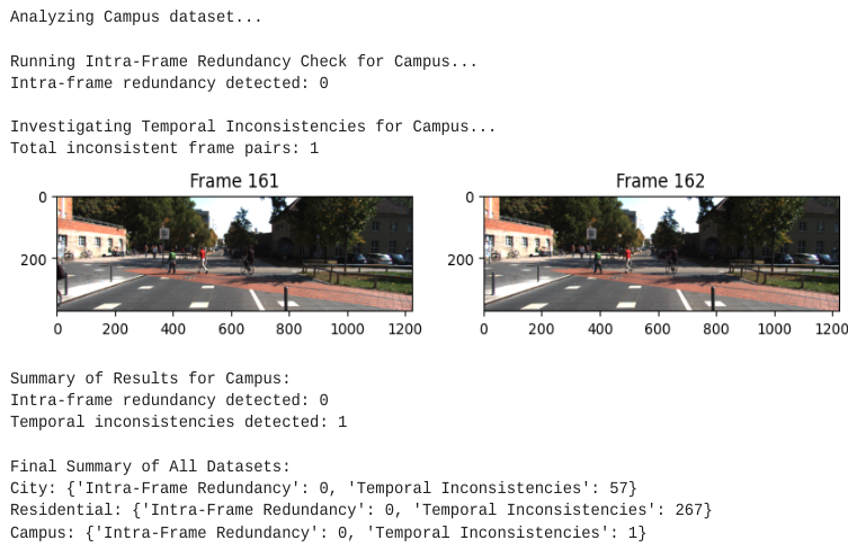 Analyzing Campus dataset...
Running Intra-Frame Redundancy Check for Campus...
Intra-frame redundancy detected: 0
Investigating Temporal Inconsistencies for Campus...
Total inconsistent frame pairs: 1
Frame 161
0
200
0 200 400 600 800 1000 1200
Frame 162
0
200
0 200 400 600 800 1000 1200
Summary of Results for Campus:
Intra-frame redundancy detected: 0
Temporal inconsistencies detected: 1
Final Summary of All Datasets:
City: {'Intra-Frame Redundancy': 0, 'Temporal Inconsistencies': 57}
Residential: {'Intra-Frame Redundancy': 0, 'Temporal Inconsistencies': 267}
Campus: {'Intra-Frame Redundancy': 0, 'Temporal Inconsistencies': 1}